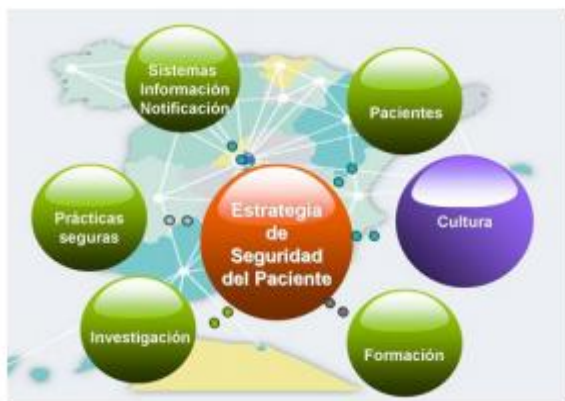 Sistemas
Información
Notificación
Pacientes
Prácticas
seguras
Estrategia
de
Seguridad
del Paciente
Cultura
Investigación
Formación